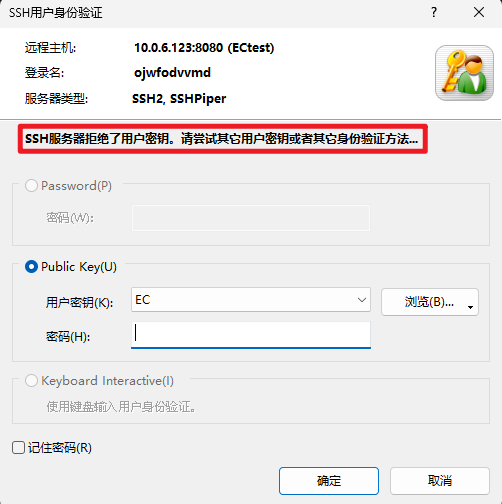 SSH用户身份验证
远程主机: 10.0.6.123:8080 (ECtest)
登录名: ojwfodvvmd
服务器类型: SSH2, SSHPiper
SSH服务器拒绝了用户密钥。请尝试其它用户密钥或者其它身份验证方法...
Password(P)
密码(W):
Public Key(U)
用户密钥(K): EC 浏览(B)...
密码(H):
Keyboard Interactive(I)
使用键盘输入用户身份验证。
记住密码(R)
确定 取消